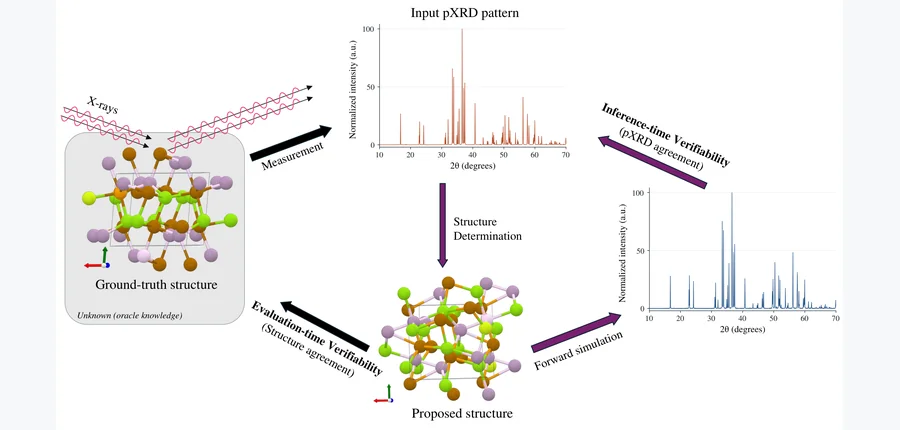 Input pXRD pattern
Normalized intensity (a.u.)
100
50
0
10 20 30 40 50 60 70
2θ (degrees)
X-rays
Measurement
Ground-truth structure
Unknown (oracle knowledge)
Structure
Determination
Inference-time Verifiability
(pXRD agreement)
Normalized intensity (a.u.)
100
50
0
10 20 30 40 50 60 70
2θ (degrees)
Evaluation-time Verifiability
(Structure agreement)
Forward simulation
Proposed structure